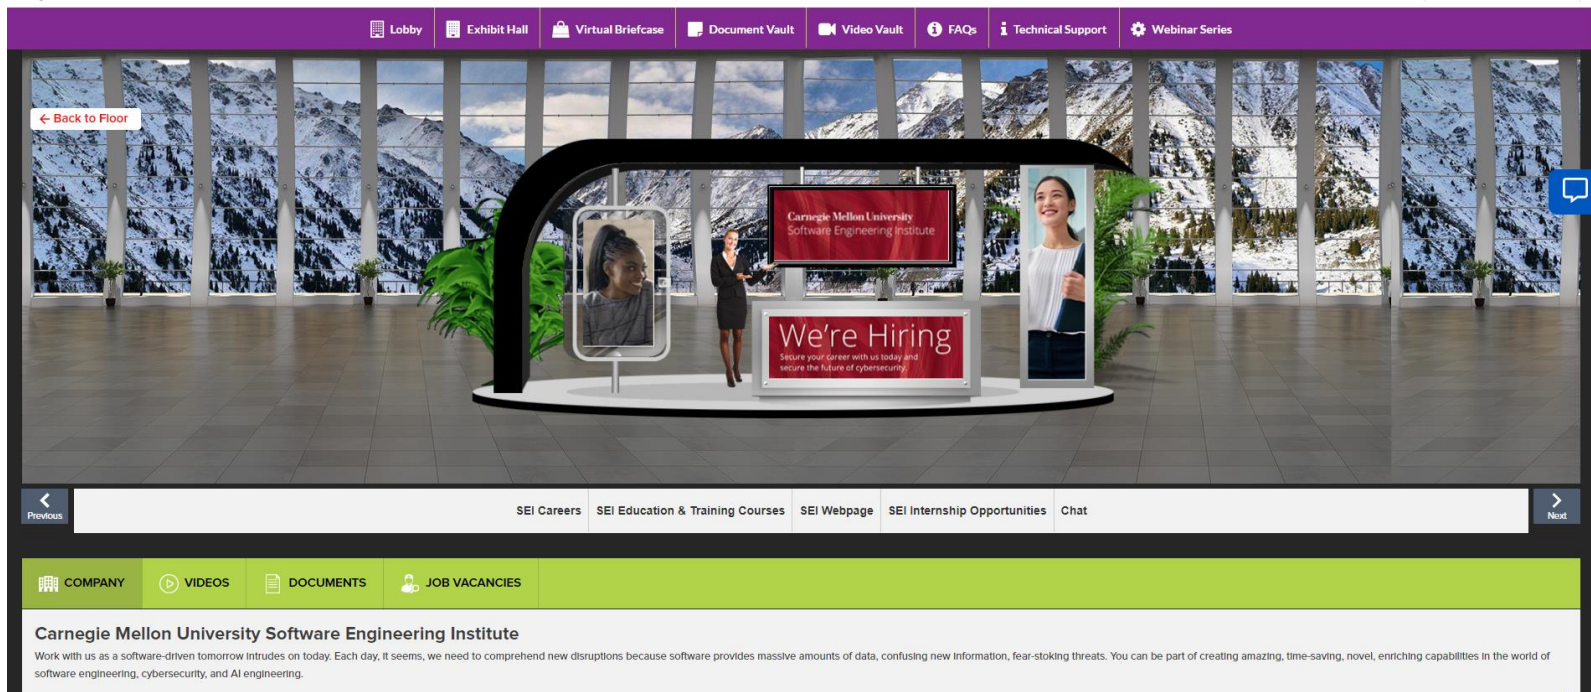 Lobby
Exhibit Hall
Virtual Briefcase
Document Vault
Video Vault
FAQs
Technical Support
Webinar Series
← Back to Floor
Carnegie Mellon University
Software Engineering Institute
We're Hiring
Secure your career with us today and
secure the future of cybersecurity.
Previous
SEI Careers
SEI Education & Training Courses
SEI Webpage
SEI Internship Opportunities
Chat
Next
COMPANY
VIDEOS
DOCUMENTS
JOB VACANCIES
Carnegie Mellon University Software Engineering Institute
Work with us as a software-driven tomorrow intrudes on today. Each day, it seems, we need to comprehend new disruptions because software provides massive amounts of data, confusing new information, fear-stoking threats. You can be part of creating amazing, time-saving, novel, enriching capabilities in the world of
software engineering, cybersecurity, and AI engineering.